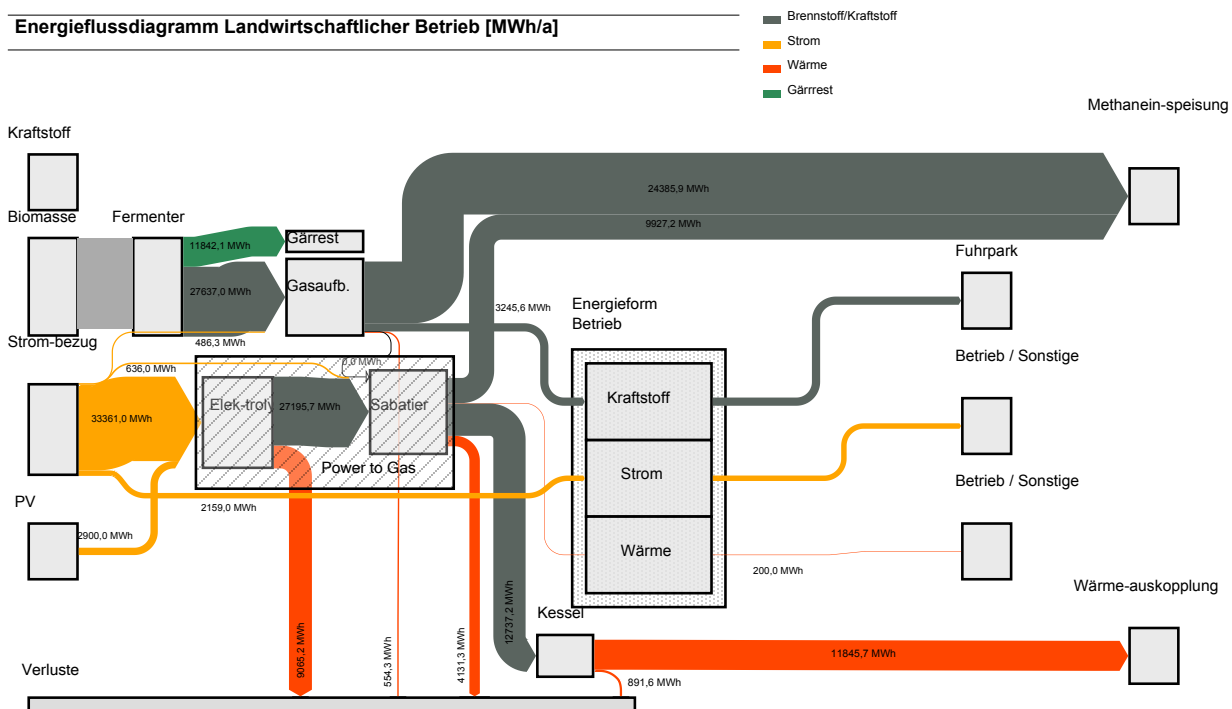 Energieflussdiagramm Landwirtschaftlicher Betrieb [MWh/a]
Brennstoff/Kraftstoff
Strom
Wärme
Gärrrest
Methanein-speisung
Kraftstoff
24385,9 MWh
Biomasse
Fermenter
9927,2 MWh
11842,1 MWh
Gärrest
Fuhrpark
27637,0 MWh
Gasaufb.
3245,6 MWh
Energieform
Betrieb
Strom-bezug
486,3 MWh
Betrieb / Sonstige
636,0 MWh
0,0 MWh
33361,0 MWh
Elek-troly
27195,7 MWh
Sabatier
Kraftstoff
Power to Gas
Strom
Betrieb / Sonstige
PV
2159,0 MWh
2900,0 MWh
Wärme
200,0 MWh
Wärme-auskopplung
Kessel
12737,2 MWh
9065,2 MWh
554,3 MWh
4131,3 MWh
11845,7 MWh
Verluste
891,6 MWh